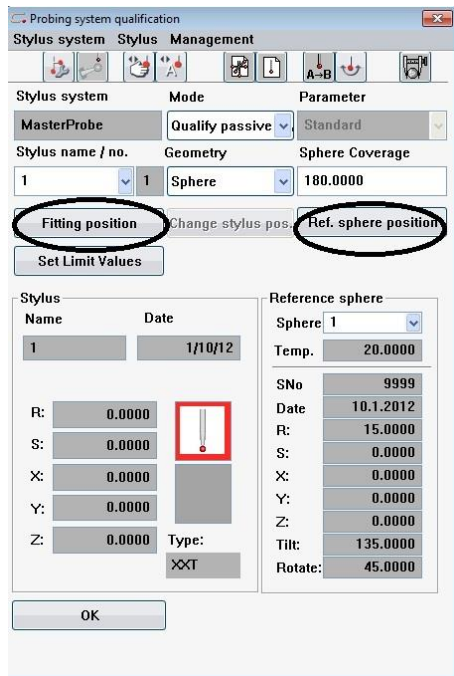 Probing system qualification
Stylus system Stylus Management
A→B
Stylus system Mode Parameter
MasterProbe Qualify passive Standard
Stylus name / no. Geometry Sphere Coverage
1 1 Sphere 180.0000
Fitting position Change stylus pos. Ref. sphere position
Set Limit Values
Stylus Reference sphere
Name Date Sphere 1
1 1/10/12 Temp. 20.0000
SNo 9999
Date 10.1.2012
R: 0.0000 R: 15.0000
S: 0.0000 S: 0.0000
X: 0.0000 X: 0.0000
Y: 0.0000 Y: 0.0000
Z: 0.0000 Type: Z: 0.0000
XXT Tilt: 135.0000
Rotate: 45.0000
OK